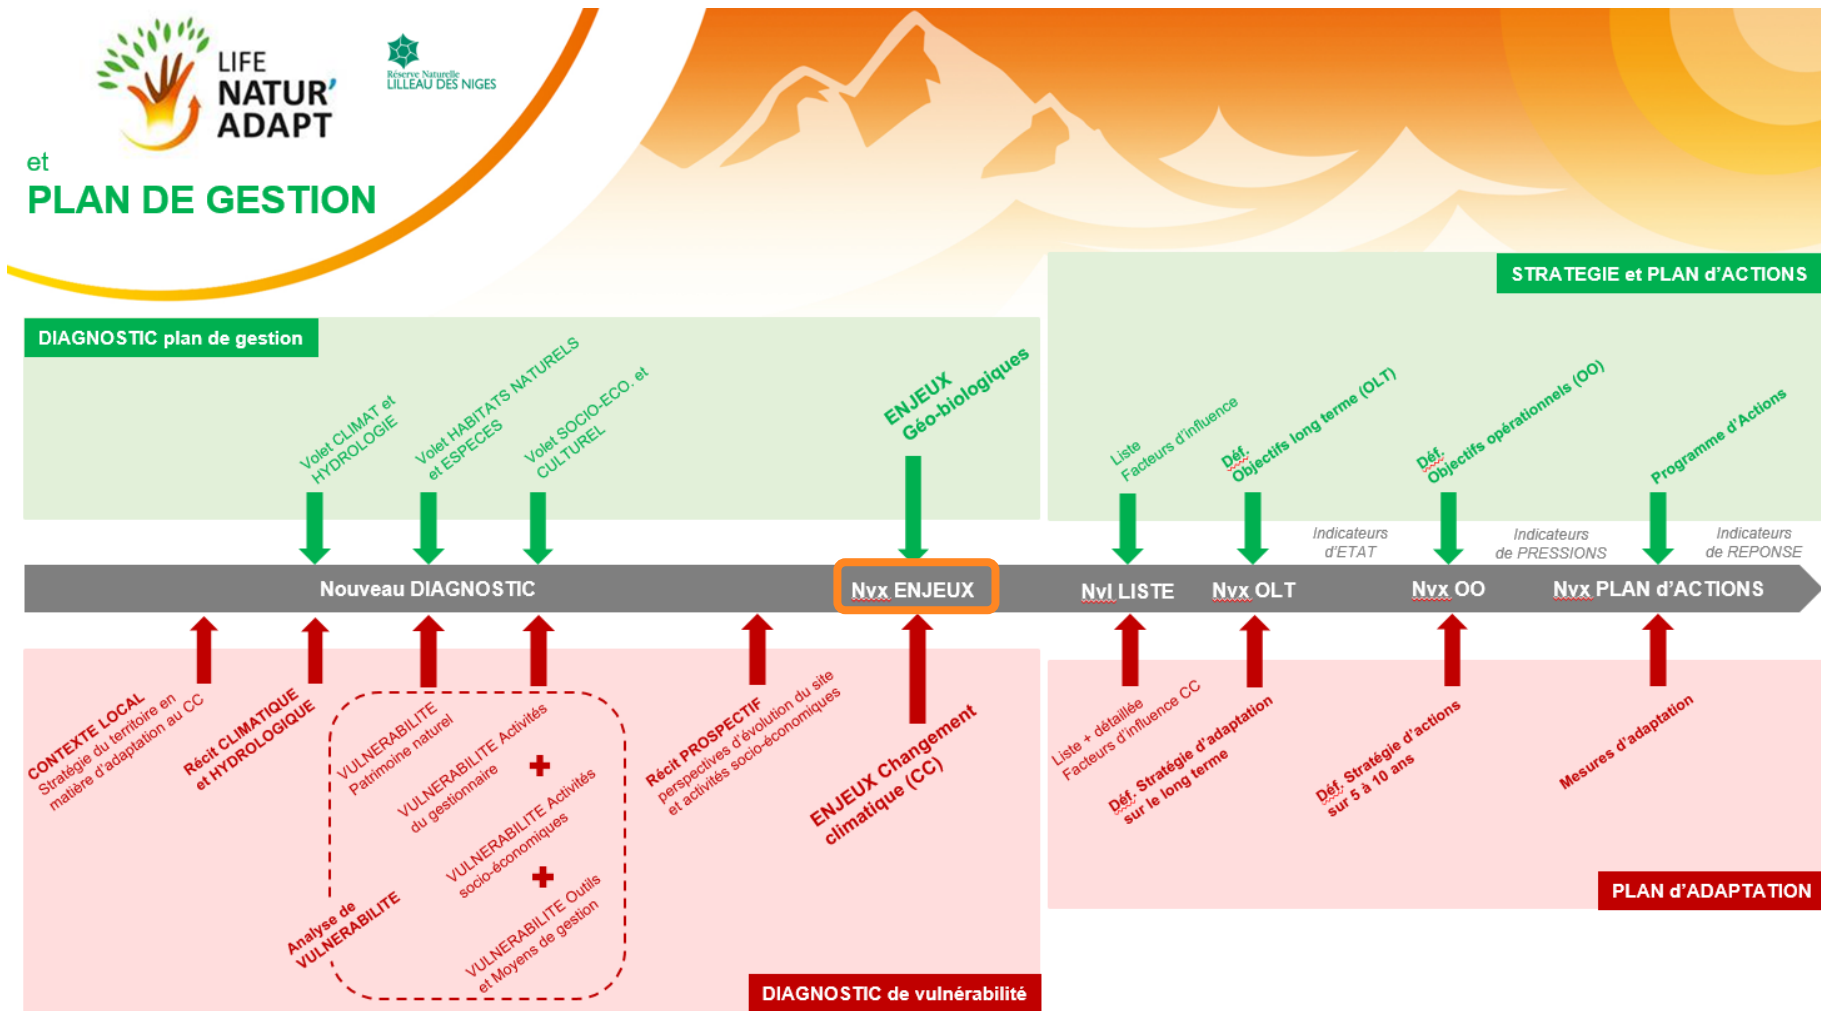 LIFE
NATUR'
ADAPT
Réserve Naturelle
LILLEAU DES NIGES
et
PLAN DE GESTION
STRATEGIE et PLAN d'ACTIONS
DIAGNOSTIC plan de gestion
Volet CLIMAT et
HYDROLOGIE
Volet HABITATS NATURELS
et ESPECES
Volet SOCIO-ECO. et
CULTUREL
ENJEUX
Géo-biologiques
Liste
Facteurs d'influence
Déf.
Objectifs long terme (OLT)
Déf.
Objectifs opérationnels (OO)
Programme d'Actions
Indicateurs
d'ETAT
Indicateurs
de PRESSIONS
Indicateurs
de REPONSE
Nouveau DIAGNOSTIC
Nvx ENJEUX
Nvl LISTE
Nvx OLT
Nvx OO
Nvx PLAN d'ACTIONS
CONTEXTE LOCAL
Stratégie du territoire en
matière d'adaptation au CC
Récit CLIMATIQUE
et HYDROLOGIQUE
Analyse de
VULNERABILITE
VULNERABILITE
Patrimoine naturel
VULNERABILITE Activités
du gestionnaire
+
VULNERABILITE Activités
socio-économiques
+
VULNERABILITE Outils
et Moyens de gestion
Récit PROSPECTIF
perspectives d'évolution du site
et activités socio-économiques
ENJEUX Changement
climatique (CC)
Liste + détaillée
Facteurs d'influence CC
Déf. Stratégie d'adaptation
sur le long terme
Déf. Stratégie d'actions
sur 5 à 10 ans
Mesures d'adaptation
PLAN d'ADAPTATION
DIAGNOSTIC de vulnérabilité